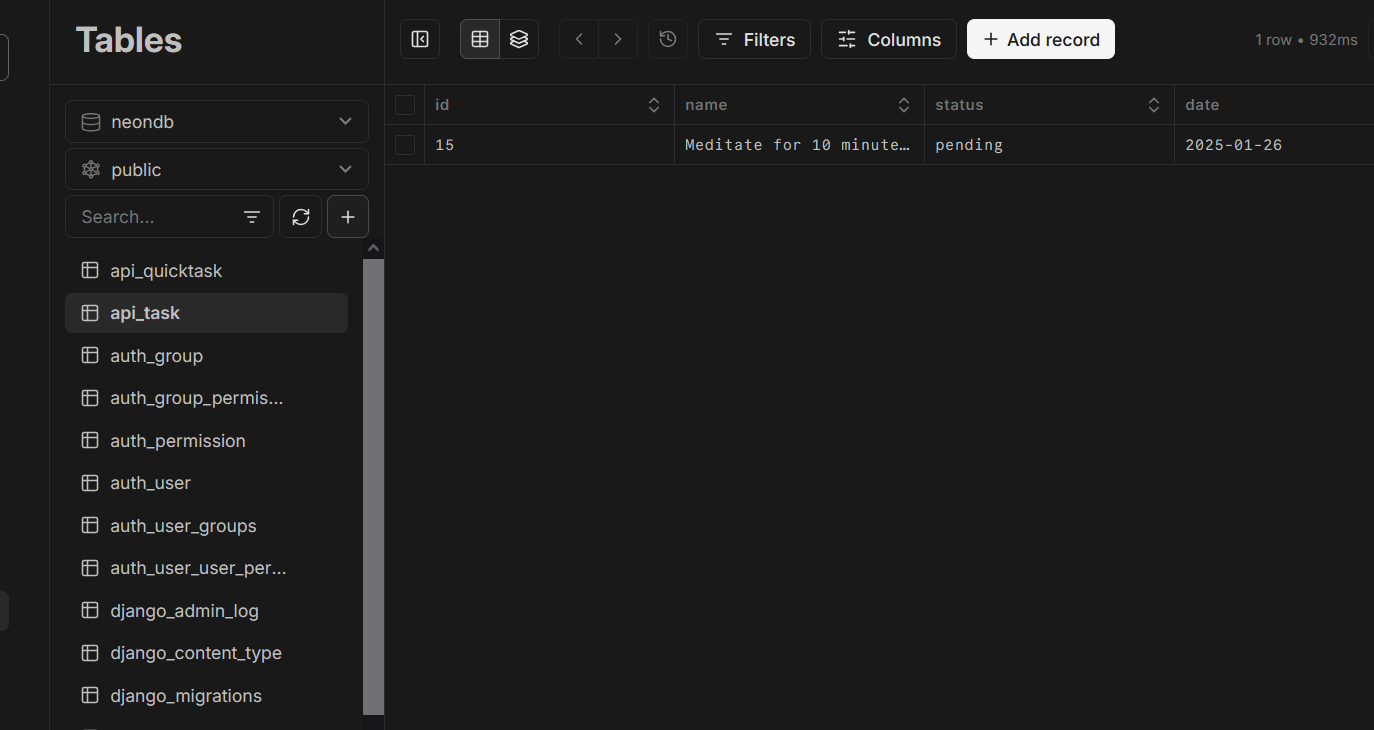 Tables
neondb
public
Search...
api_quicktask
api_task
auth_group
auth_group_permis...
auth_permission
auth_user
auth_user_groups
auth_user_user_per...
django_admin_log
django_content_type
django_migrations
Filters Columns + Add record 1 row • 932ms
id name status date
15 Meditate for 10 minute… pending 2025-01-26